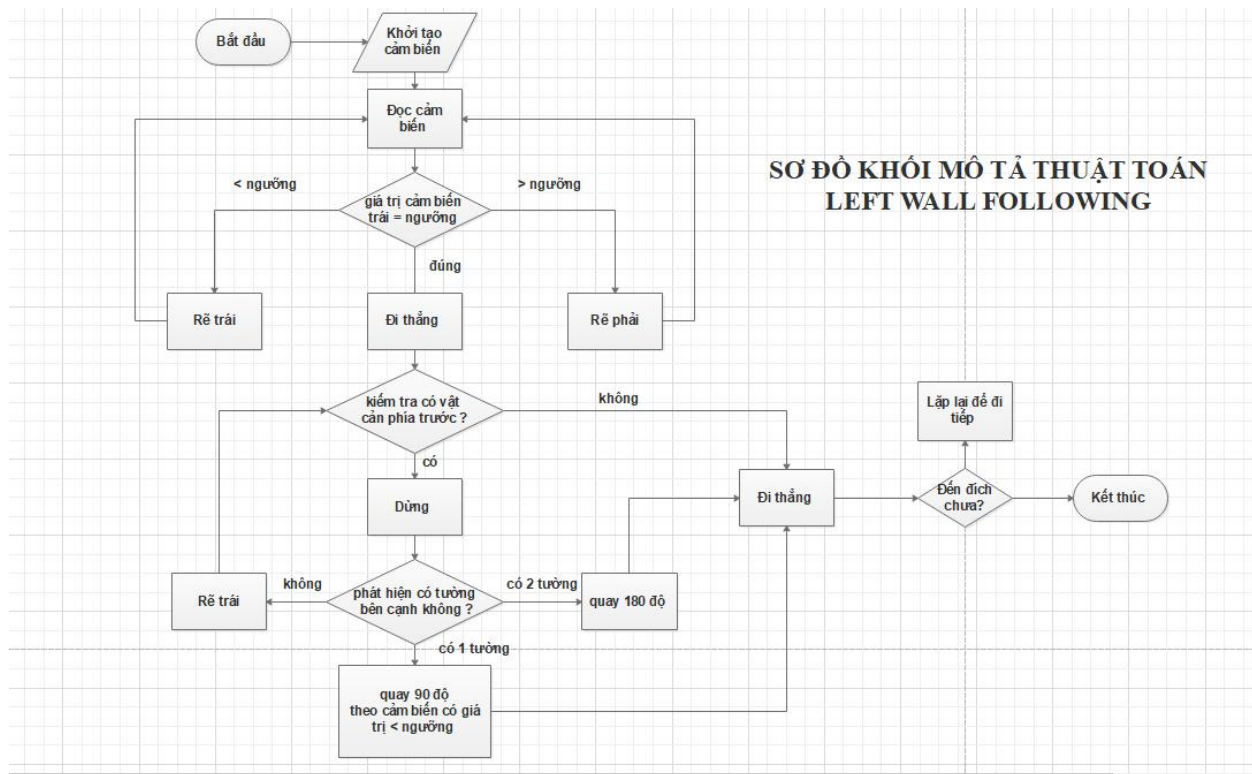 Bắt đầu
Khởi tạo
cảm biến
Đọc cảm
biến
SƠ ĐỒ KHỐI MÔ TẢ THUẬT TOÁN
LEFT WALL FOLLOWING
< ngưỡng
> ngưỡng
giá trị cảm biến
trái = ngưỡng
đúng
Rẽ trái
Đi thẳng
Rẽ phải
kiểm tra có vật
cản phía trước ?
không
Lặp lại để đi
tiếp
có
Dừng
Đi thẳng
Đến đích
chưa?
Kết thúc
Rẽ trái
không
phát hiện có tường
bên cạnh không ?
có 2 tường
quay 180 độ
có 1 tường
quay 90 độ
theo cảm biến có giá
trị < ngưỡng